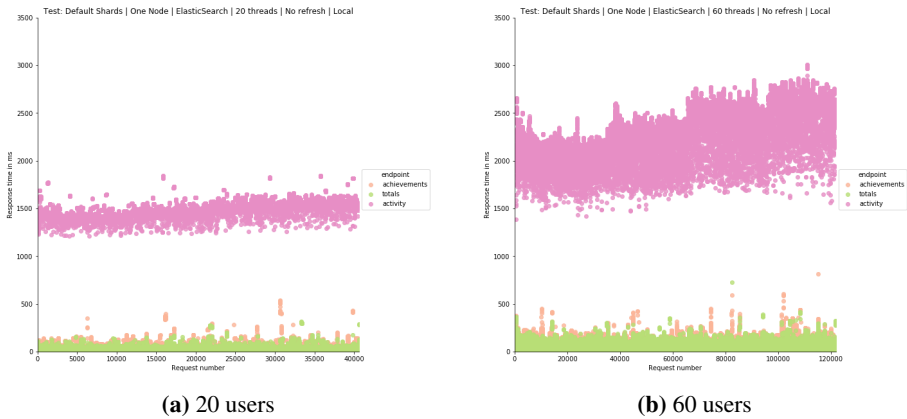 Test: Default Shards | One Node | ElasticSearch | 20 threads | No refresh | Local
3500
3000
2500
2000
1500
1000
500
0
Response time in ms
0
5000
10000
15000
20000
25000
30000
35000
40000
Request number
endpoint
achievements
totals
activity
(a) 20 users
Test: Default Shards | One Node | ElasticSearch | 60 threads | No refresh | Local
3500
3000
2500
2000
1500
1000
500
0
Response time in ms
0
20000
40000
60000
80000
100000
120000
Request number
endpoint
achievements
totals
activity
(b) 60 users